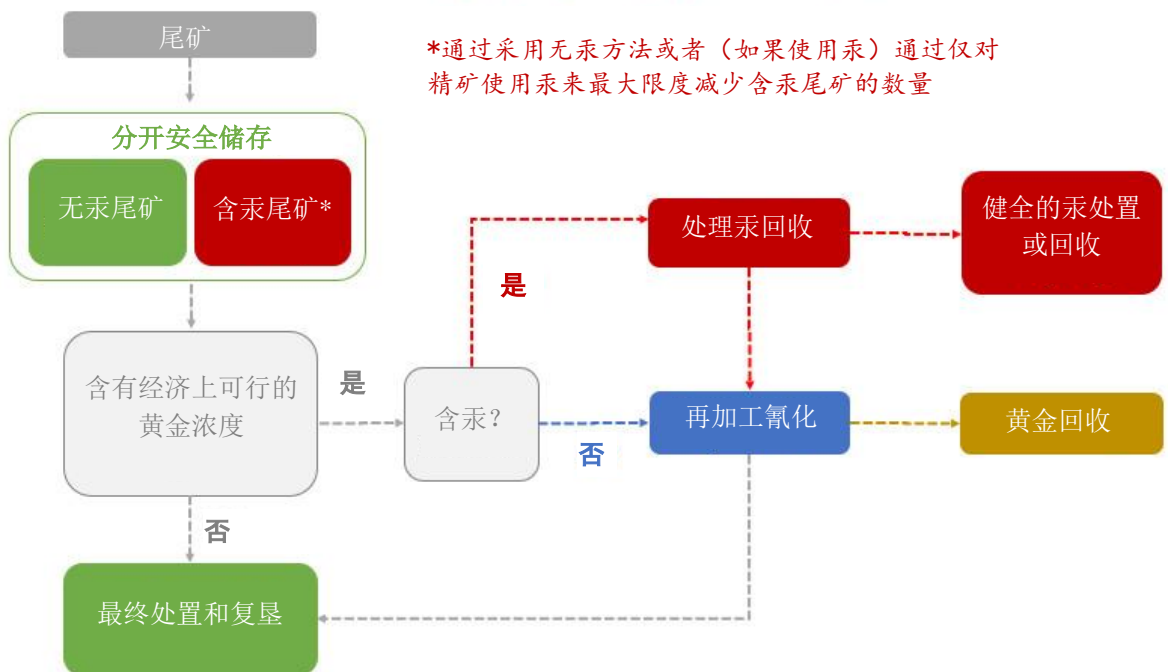 尾矿
*通过采用无汞方法或者（如果使用汞）通过仅对
精矿使用汞来最大限度减少含汞尾矿的数量
分开安全储存
无汞尾矿
含汞尾矿*
处理汞回收
健全的汞处置
或回收
是
含有经济上可行的
黄金浓度
是
含汞？
否
再加工氰化
黄金回收
否
最终处置和复垦